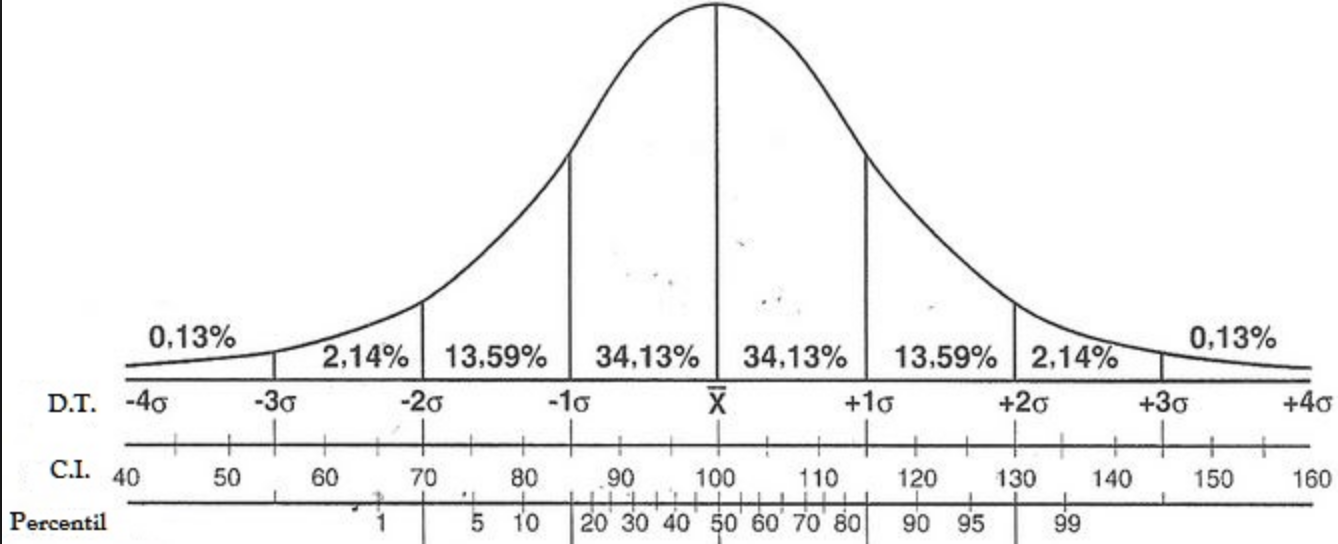 0,13% 0,13%
2,14% 13,59% 34,13% 34,13% 13,59% 2,14%
D.T. -4σ -3σ -2σ -1σ X̅ +1σ +2σ +3σ +4σ
C.I. 40 50 60 70 80 90 100 110 120 130 140 150 160
Percentil 1 5 10 20 30 40 50 60 70 80 90 95 99